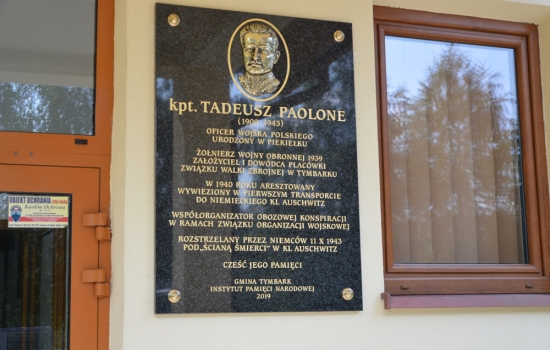 kpt. TADEUSZ PAOLONE
(1909-1943)
OFICER WOJSKA POLSKIEGO
URODZONY W PIEKIEŁKU
ŻOŁNIERZ WOJNY OBRONNEJ 1939
ZAŁOŻYCIEL I DOWÓDCA PLACÓWKI
ZWIĄZKU WALKI ZBROJNEJ W TYMBARKU
W 1940 ROKU ARESZTOWANY
WYWIEZIONY W PIERWSZYM TRANSPORCIE
DO NIEMIECKIEGO KL AUSCHWITZ
WSPÓŁORGANIZATOR OBOZOWEJ KONSPIRACJI
W RAMACH ZWIĄZKU ORGANIZACJI WOJSKOWEJ
ROZSTRZELANY PRZEZ NIEMCÓW 11 X 1943
POD „ŚCIANĄ ŚMIERCI" W KL AUSCHWITZ
CZEŚĆ JEGO PAMIĘCI
GMINA TYMBARK
INSTYTUT PAMIĘCI NARODOWEJ
2019
OBIEKT OCHRANIA